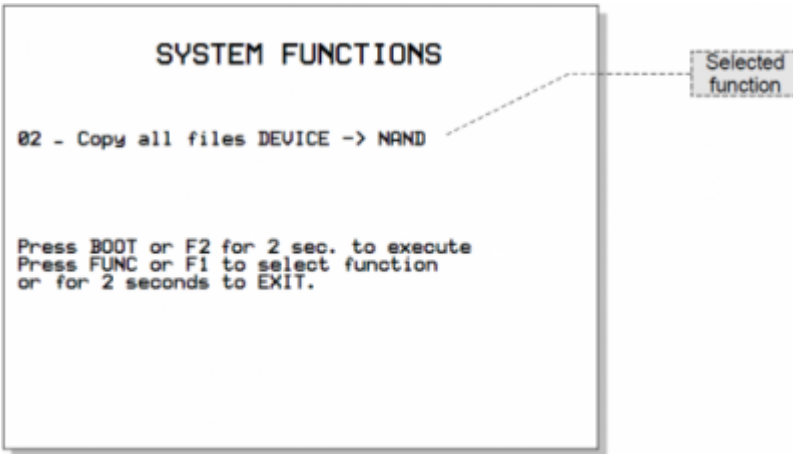 SYSTEM FUNCTIONS
Selected
function
02 - Copy all files DEVICE -> NAND
Press BOOT or F2 for 2 sec. to execute
Press FUNC or F1 to select function
or for 2 seconds to EXIT.